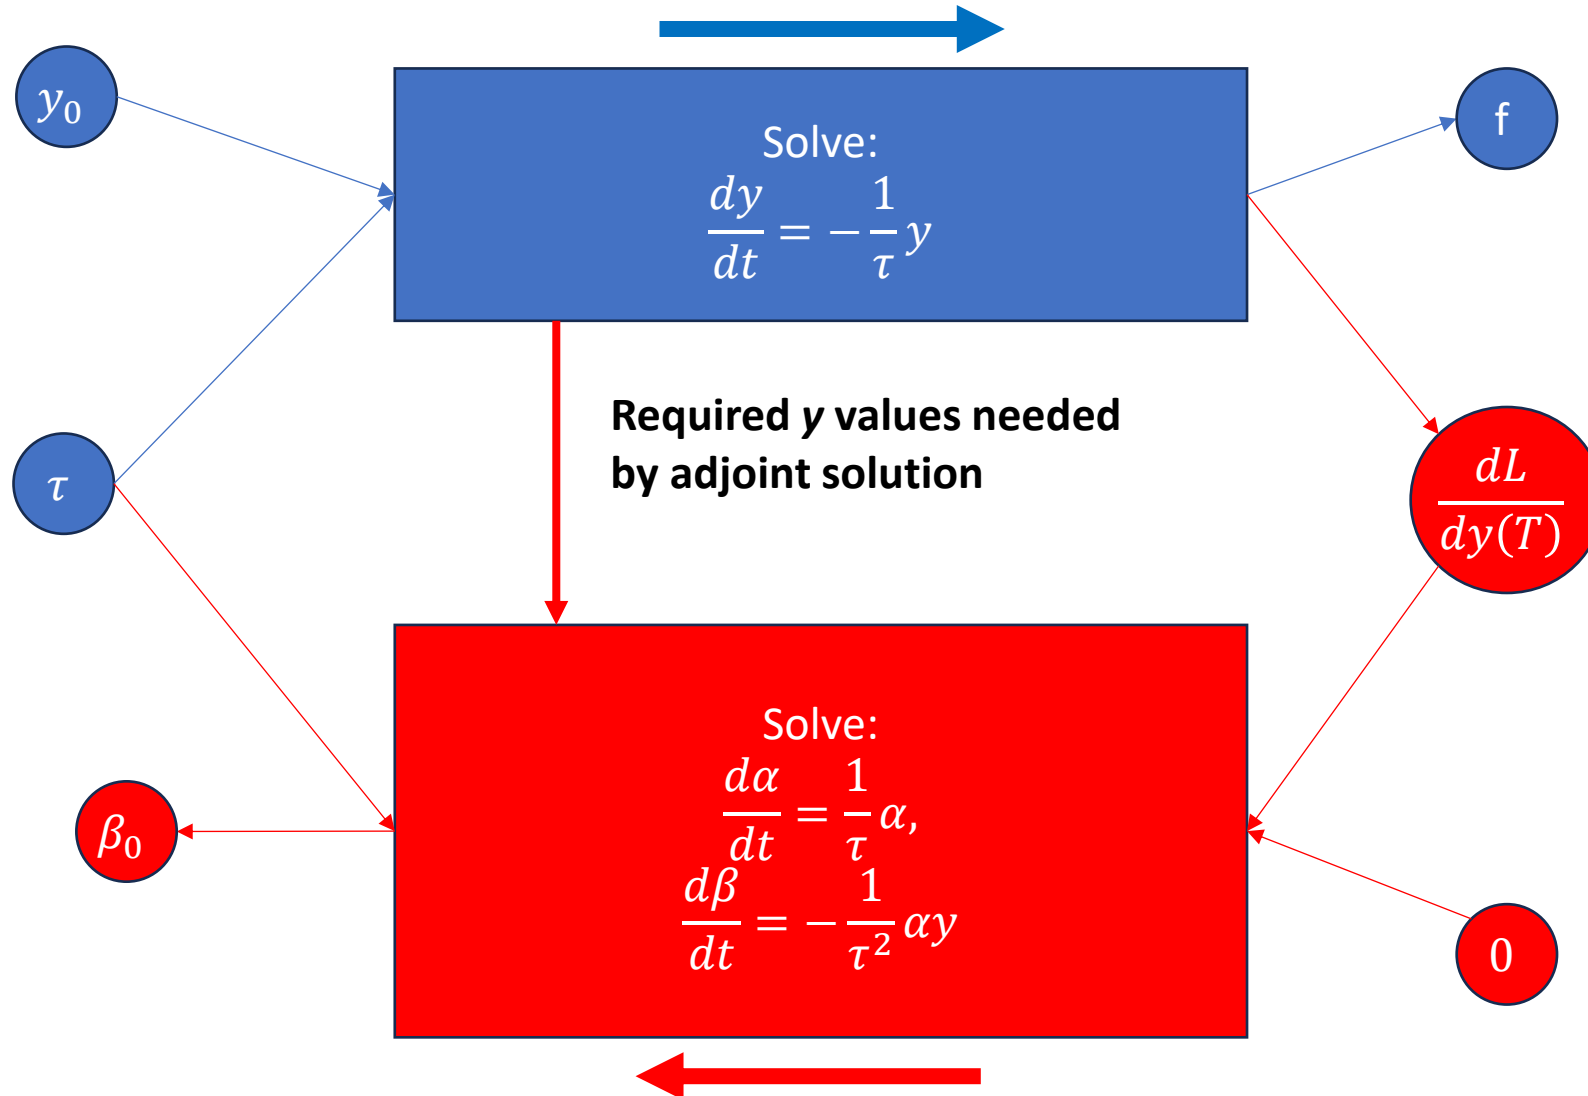 y₀
Solve:
dy/dt = −1/τ y
f
τ
Required y values needed
by adjoint solution
dL/dy(T)
Solve:
dα/dt = 1/τ α,
dβ/dt = −1/τ² αy
β₀
0